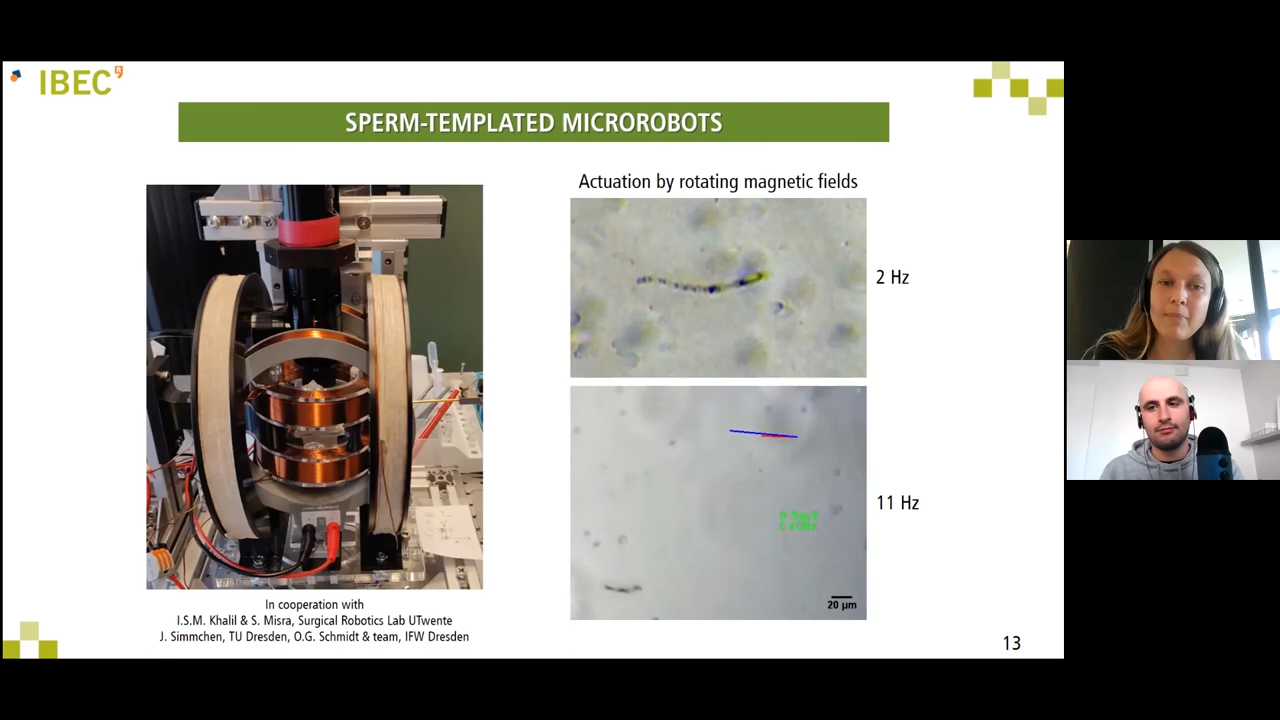 IBEC
SPERM-TEMPLATED MICROROBOTS
Actuation by rotating magnetic fields
2 Hz
11 Hz
20 µm
In cooperation with
I.S.M. Khalil & S. Misra, Surgical Robotics Lab UTwente
J. Simmchen, TU Dresden, O.G. Schmidt & team, IFW Dresden
13